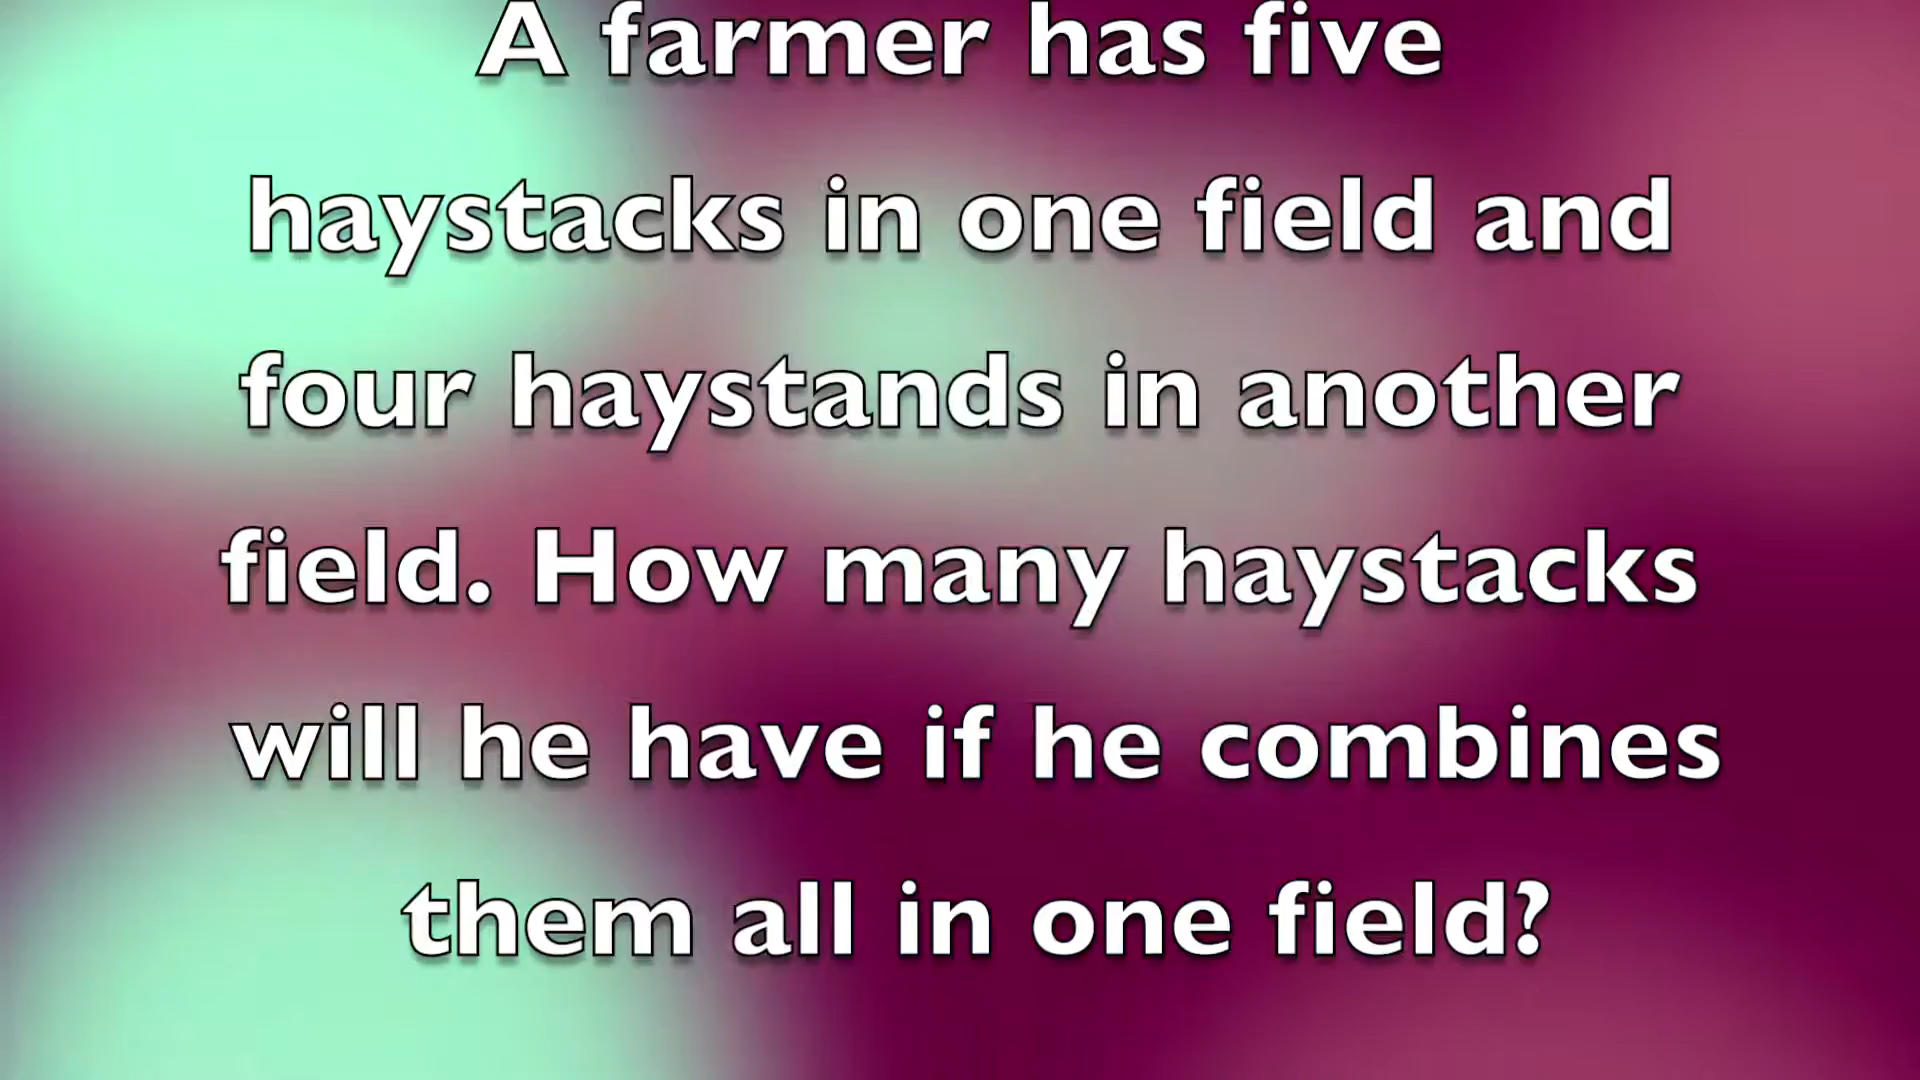 A farmer has five
haystacks in one field and
four haystands in another
field. How many haystacks
will he have if he combines
them all in one field?